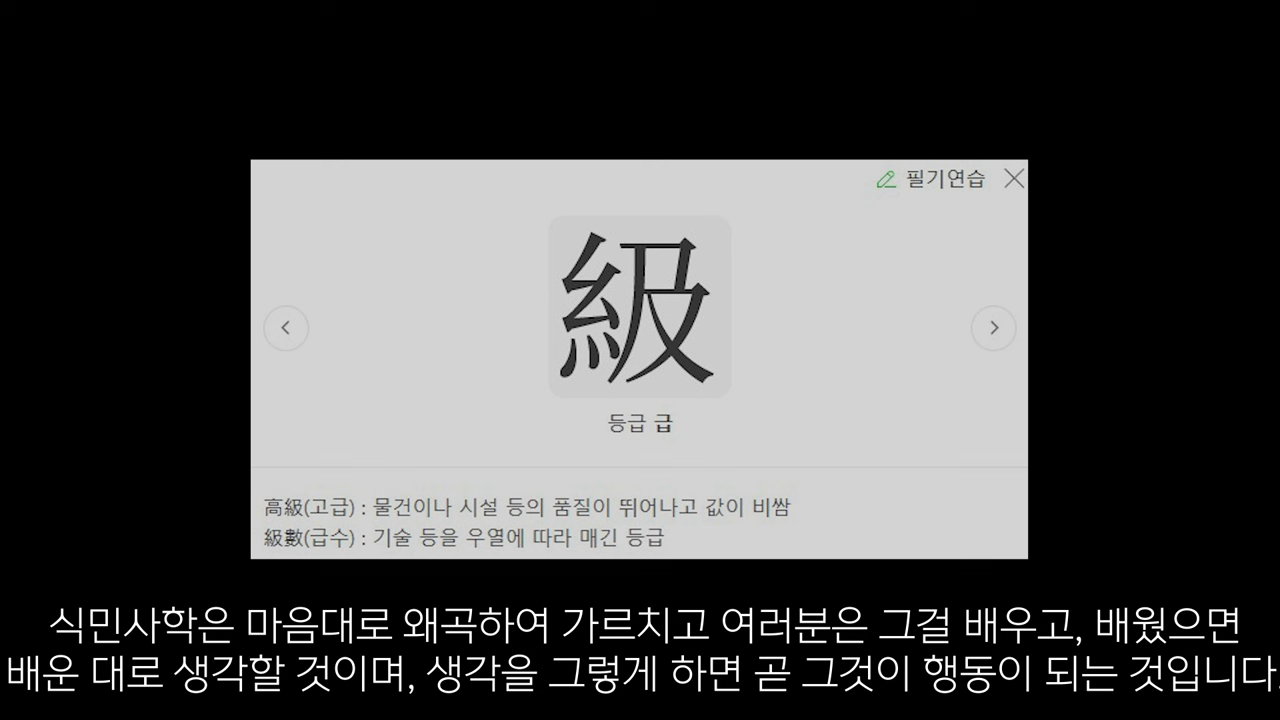 필기연습
級
등급 급
高級(고급) : 물건이나 시설 등의 품질이 뛰어나고 값이 비쌈
級數(급수) : 기술 등을 우열에 따라 매긴 등급
식민사학은 마음대로 왜곡하여 가르치고 여러분은 그걸 배우고, 배웠으면
배운 대로 생각할 것이며, 생각을 그렇게 하면 곧 그것이 행동이 되는 것입니다.